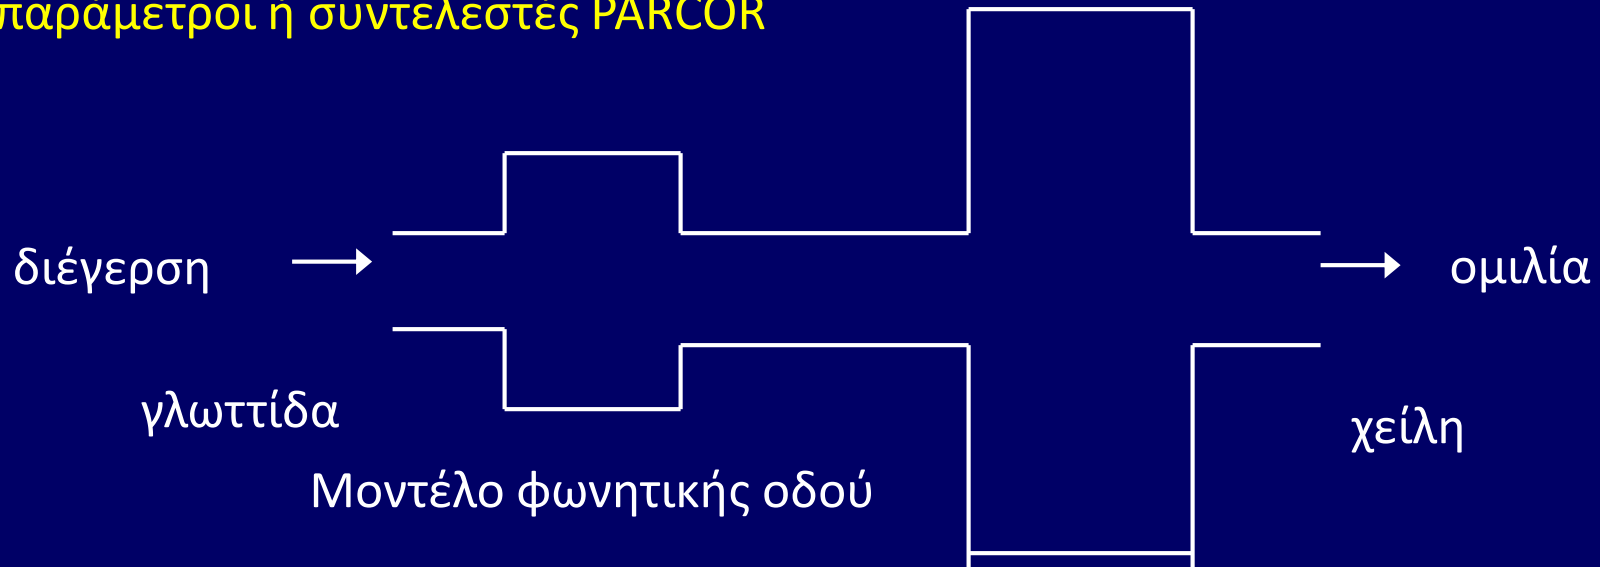 παράμετροι ή συντελεστές PARCOR
διέγερση
ομιλία
γλωττίδα
χείλη
Μοντέλο φωνητικής οδού